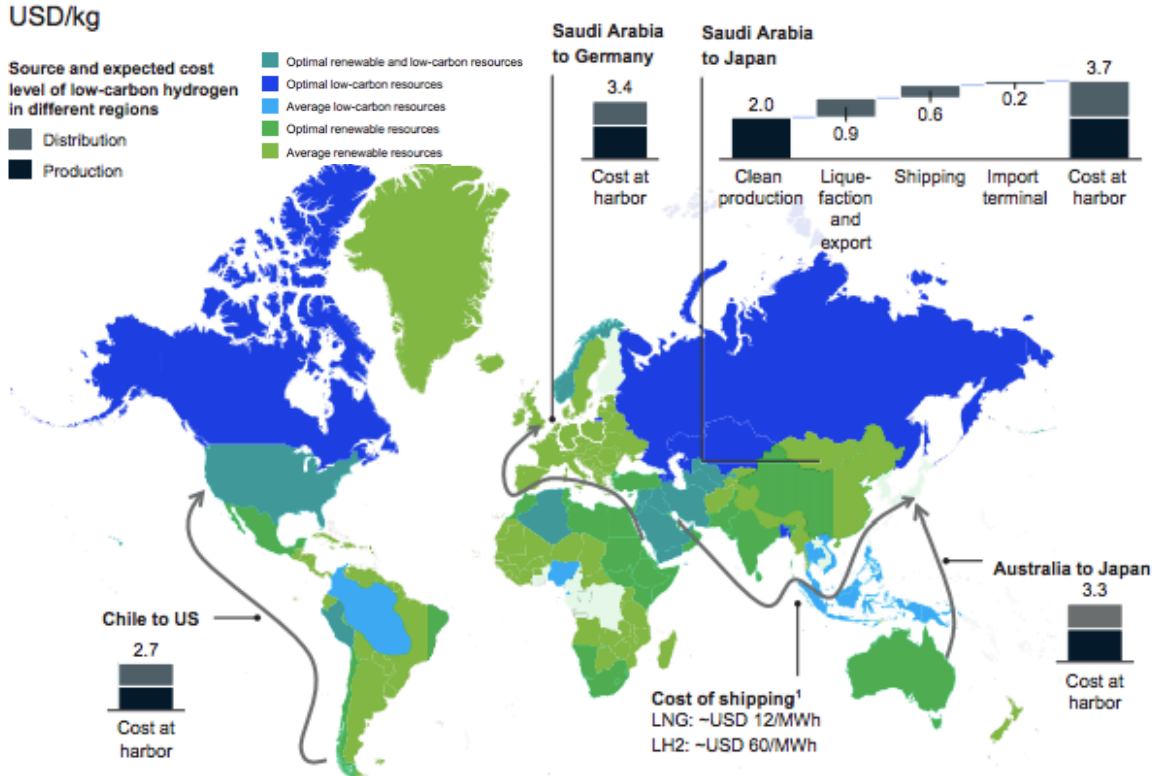 USD/kg
Source and expected cost
level of low-carbon hydrogen
in different regions
Distribution
Production
Optimal renewable and low-carbon resources
Optimal low-carbon resources
Average low-carbon resources
Optimal renewable resources
Average renewable resources
Saudi Arabia
to Germany
3.4
Cost at
harbor
Saudi Arabia
to Japan
2.0
0.9
0.6
0.2
3.7
Clean
production
Lique-
faction
and
export
Shipping
Import
terminal
Cost at
harbor
Chile to US
2.7
Cost at
harbor
Australia to Japan
3.3
Cost at
harbor
Cost of shipping¹
LNG: ~USD 12/MWh
LH2: ~USD 60/MWh